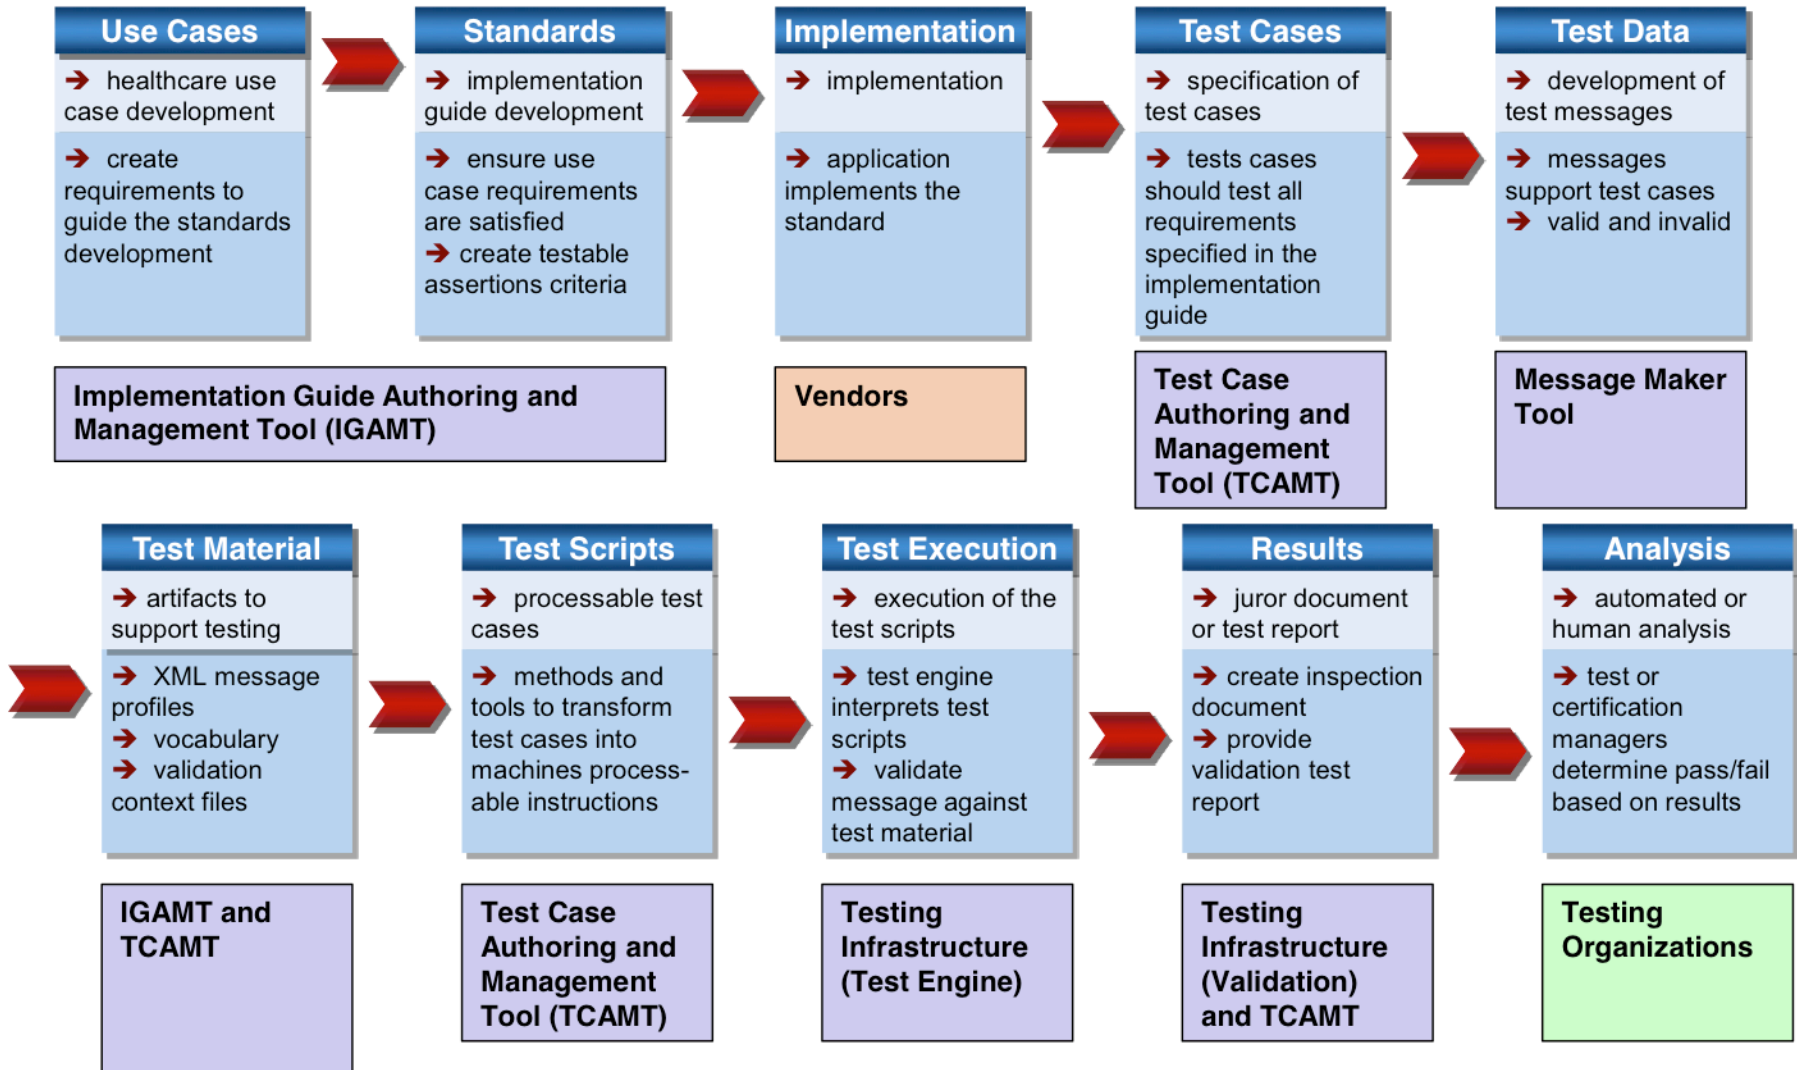 Use Cases
➔ healthcare use
case development
➔ create
requirements to
guide the standards
development
Standards
➔ implementation
guide development
➔ ensure use
case requirements
are satisfied
➔ create testable
assertions criteria
Implementation
➔ implementation
➔ application
implements the
standard
Test Cases
➔ specification of
test cases
➔ tests cases
should test all
requirements
specified in the
implementation
guide
Test Data
➔ development of
test messages
➔ messages
support test cases
➔ valid and invalid
Implementation Guide Authoring and
Management Tool (IGAMT)
Vendors
Test Case
Authoring and
Management
Tool (TCAMT)
Message Maker
Tool
Test Material
➔ artifacts to
support testing
➔ XML message
profiles
➔ vocabulary
➔ validation
context files
Test Scripts
➔ processable test
cases
➔ methods and
tools to transform
test cases into
machines process-
able instructions
Test Execution
➔ execution of the
test scripts
➔ test engine
interprets test
scripts
➔ validate
message against
test material
Results
➔ juror document
or test report
➔ create inspection
document
➔ provide
validation test
report
Analysis
➔ automated or
human analysis
➔ test or
certification
managers
determine pass/fail
based on results
IGAMT and
TCAMT
Test Case
Authoring and
Management
Tool (TCAMT)
Testing
Infrastructure
(Test Engine)
Testing
Infrastructure
(Validation)
and TCAMT
Testing
Organizations